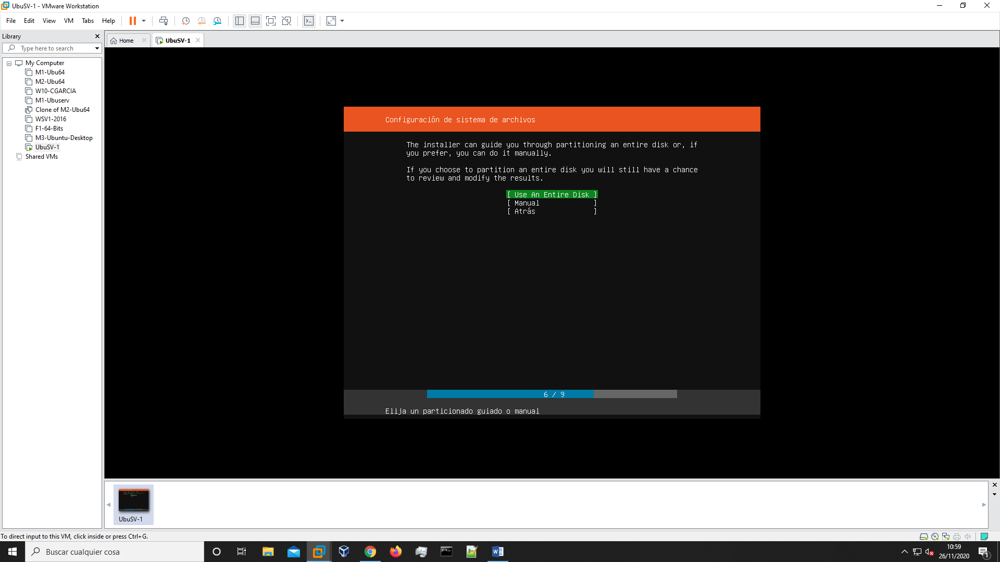 UbuSV-1 - VMware Workstation
File Edit View VM Tabs Help
Library
Type here to search
My Computer
M1-Ubu64
M2-Ubu64
W10-CGARCIA
M1-Ubuserv
Clone of M2-Ubu64
WSV1-2016
F1-64-Bits
M3-Ubuntu-Desktop
UbuSV-1
Shared VMs
Home
UbuSV-1
Configuración de sistema de archivos
The installer can guide you through partitioning an entire disk or, if
you prefer, you can do it manually.
If you choose to partition an entire disk you will still have a chance
to review and modify the results.
[ Use An Entire Disk ]
[ Manual ]
[ Atrás ]
6 / 9
Elija un particionado guiado o manual
UbuSV-1
To direct input to this VM, click inside or press Ctrl+G.
Buscar cualquier cosa
10:59
26/11/2020
1